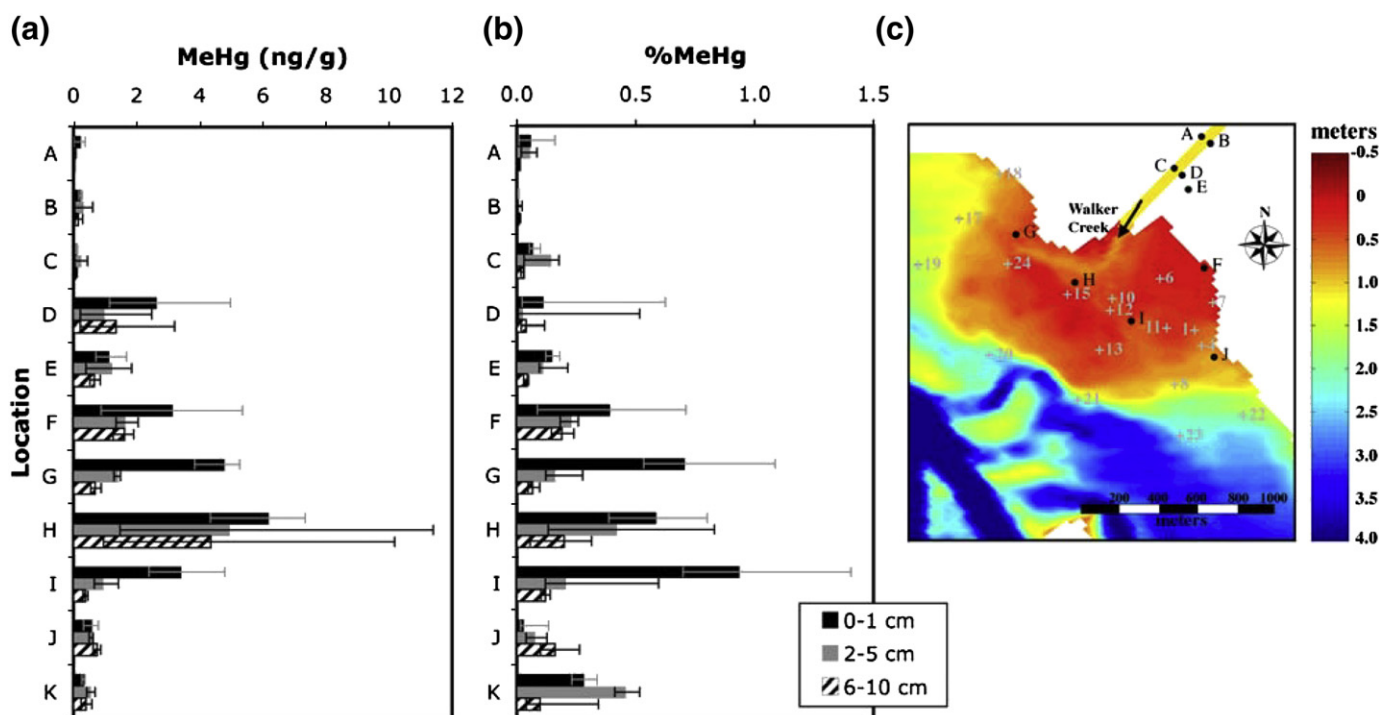 (a)
MeHg (ng/g)
0 2 4 6 8 10 12
Location
A
B
C
D
E
F
G
H
I
J
K
(b)
%MeHg
0.0 0.5 1.0 1.5
A
B
C
D
E
F
G
H
I
J
K
0-1 cm
2-5 cm
6-10 cm
(c)
meters
-0.5
0
0.5
1.0
1.5
2.0
2.5
3.0
3.5
4.0
A
B
C
D
E
Walker
Creek
N
+18
+17
G
+19
+24
F
+6
H
+15
+10
+7
+12
I
11+
1+
+13
+4
J
+20
+8
+21
+22
+23
200 400 600 800 1000
meters